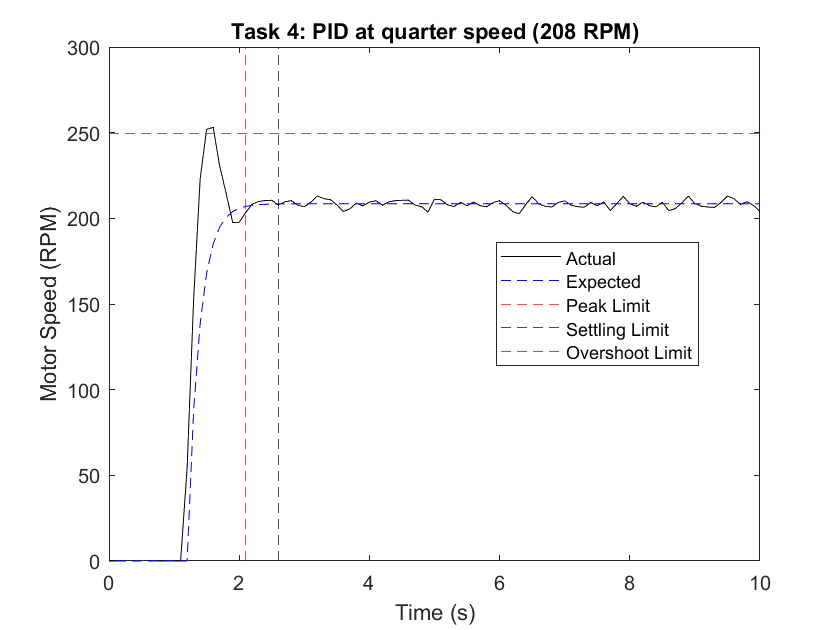 Task 4: PID at quarter speed (208 RPM)
300
250
200
150
100
50
0
Motor Speed (RPM)
Actual
Expected
Peak Limit
Settling Limit
Overshoot Limit
0 2 4 6 8 10
Time (s)